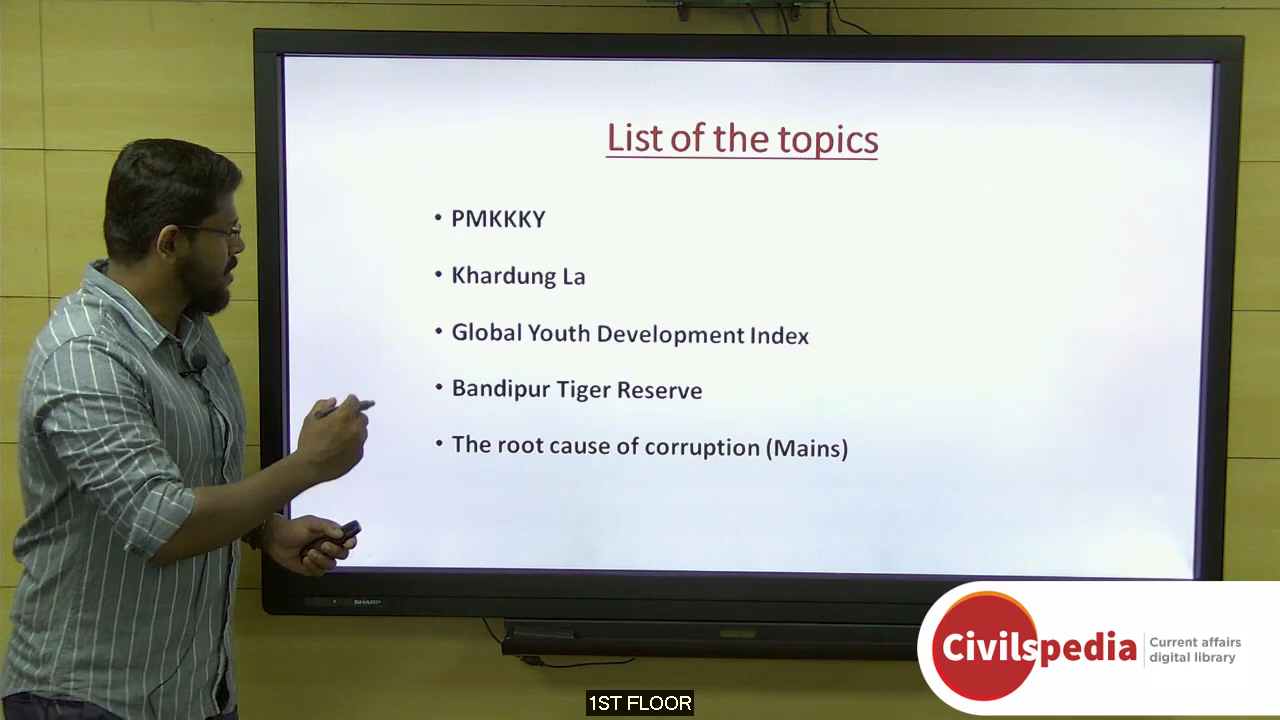 List of the topics
• PMKKKY
• Khardung La
• Global Youth Development Index
• Bandipur Tiger Reserve
• The root cause of corruption (Mains)
SHARP
Civilspedia
Current affairs
digital library
1ST FLOOR